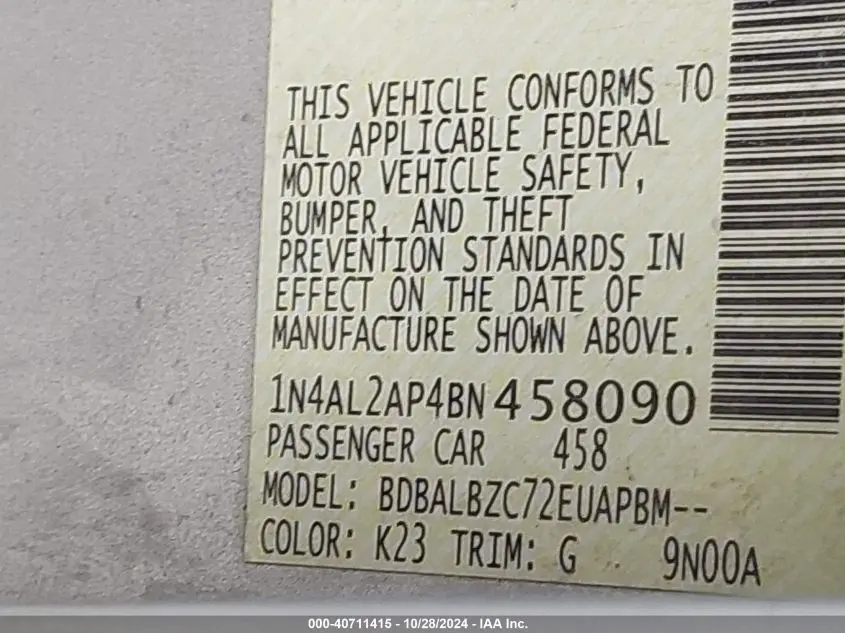 THIS VEHICLE CONFORMS TO
ALL APPLICABLE FEDERAL
MOTOR VEHICLE SAFETY,
BUMPER, AND THEFT
PREVENTION STANDARDS IN
EFFECT ON THE DATE OF
MANUFACTURE SHOWN ABOVE.
1N4AL2AP4BN458090
PASSENGER CAR 458
MODEL: BDBALBZC72EUAPBM--
COLOR: K23 TRIM: G 9N00A
000-40711415 - 10/28/2024 - IAA Inc.